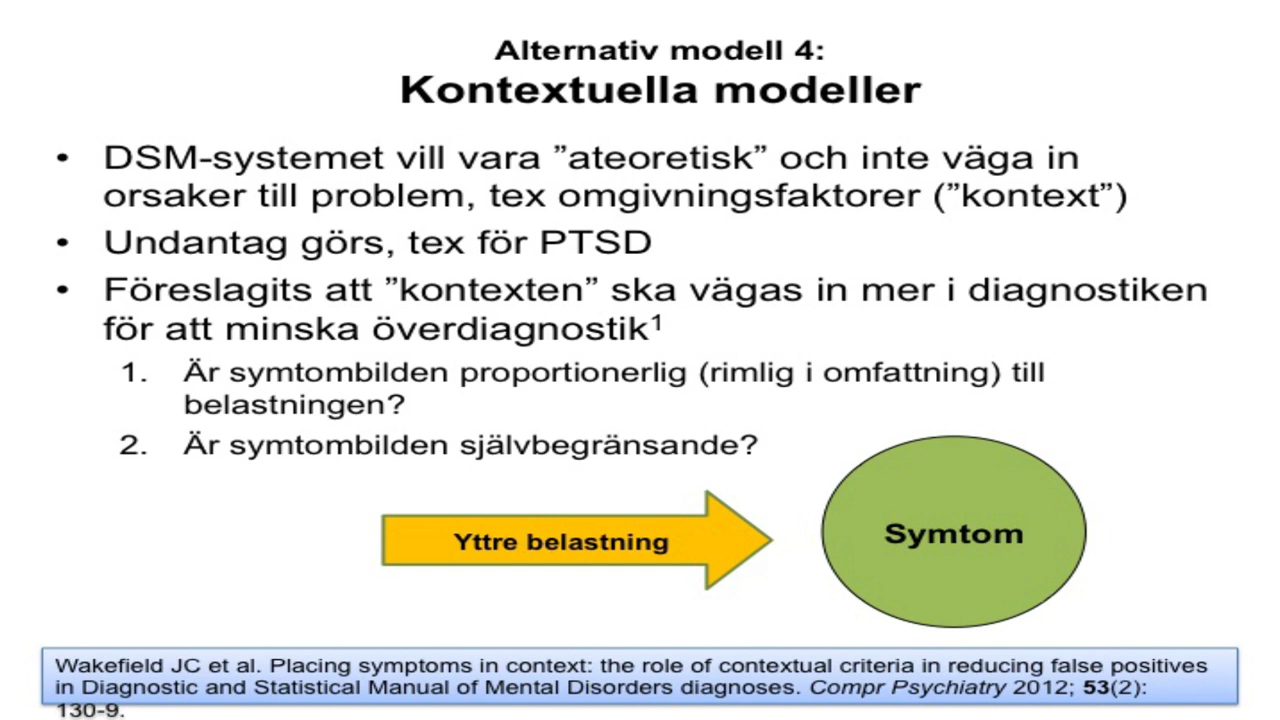 Alternativ modell 4:
Kontextuella modeller
• DSM-systemet vill vara ”ateoretisk” och inte väga in
orsaker till problem, tex omgivningsfaktorer (”kontext”)
• Undantag görs, tex för PTSD
• Föreslagits att ”kontexten” ska vägas in mer i diagnostiken
för att minska överdiagnostik¹
1. Är symtombilden proportionerlig (rimlig i omfattning) till
belastningen?
2. Är symtombilden självbegränsande?
Yttre belastning
Symtom
Wakefield JC et al. Placing symptoms in context: the role of contextual criteria in reducing false positives
in Diagnostic and Statistical Manual of Mental Disorders diagnoses. Compr Psychiatry 2012; 53(2):
130-9.